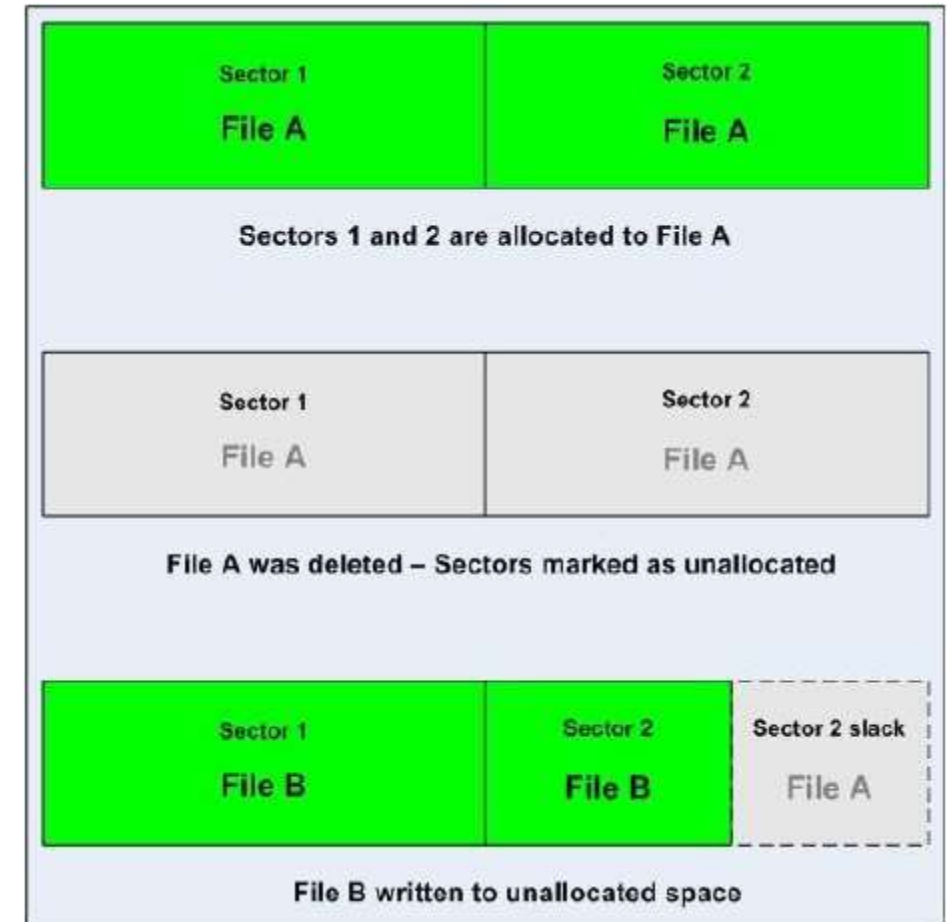 Sector 1 Sector 2
File A File A
Sectors 1 and 2 are allocated to File A
Sector 1 Sector 2
File A File A
File A was deleted – Sectors marked as unallocated
Sector 1 Sector 2 Sector 2 slack
File B File B File A
File B written to unallocated space